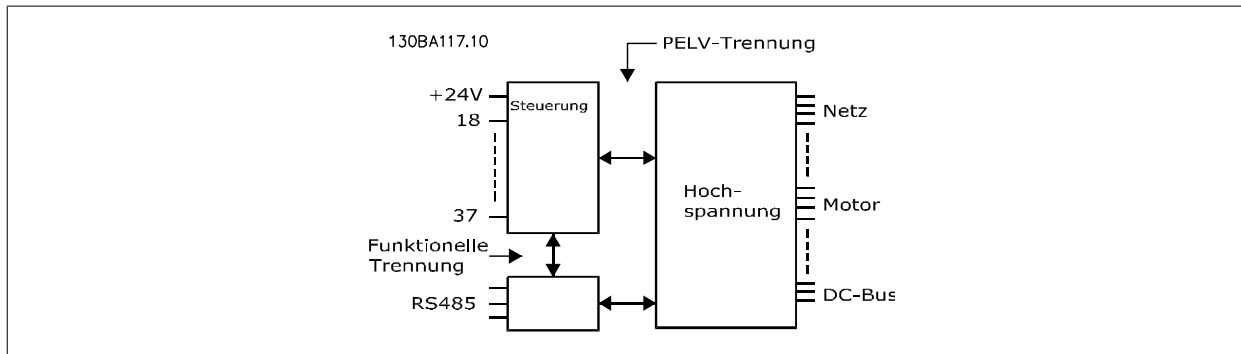 130BA117.10
PELV-Trennung
+24V
Steuerung
18
Netz
Hoch-
spannung
Motor
37
Funktionelle
Trennung
RS485
DC-Bus